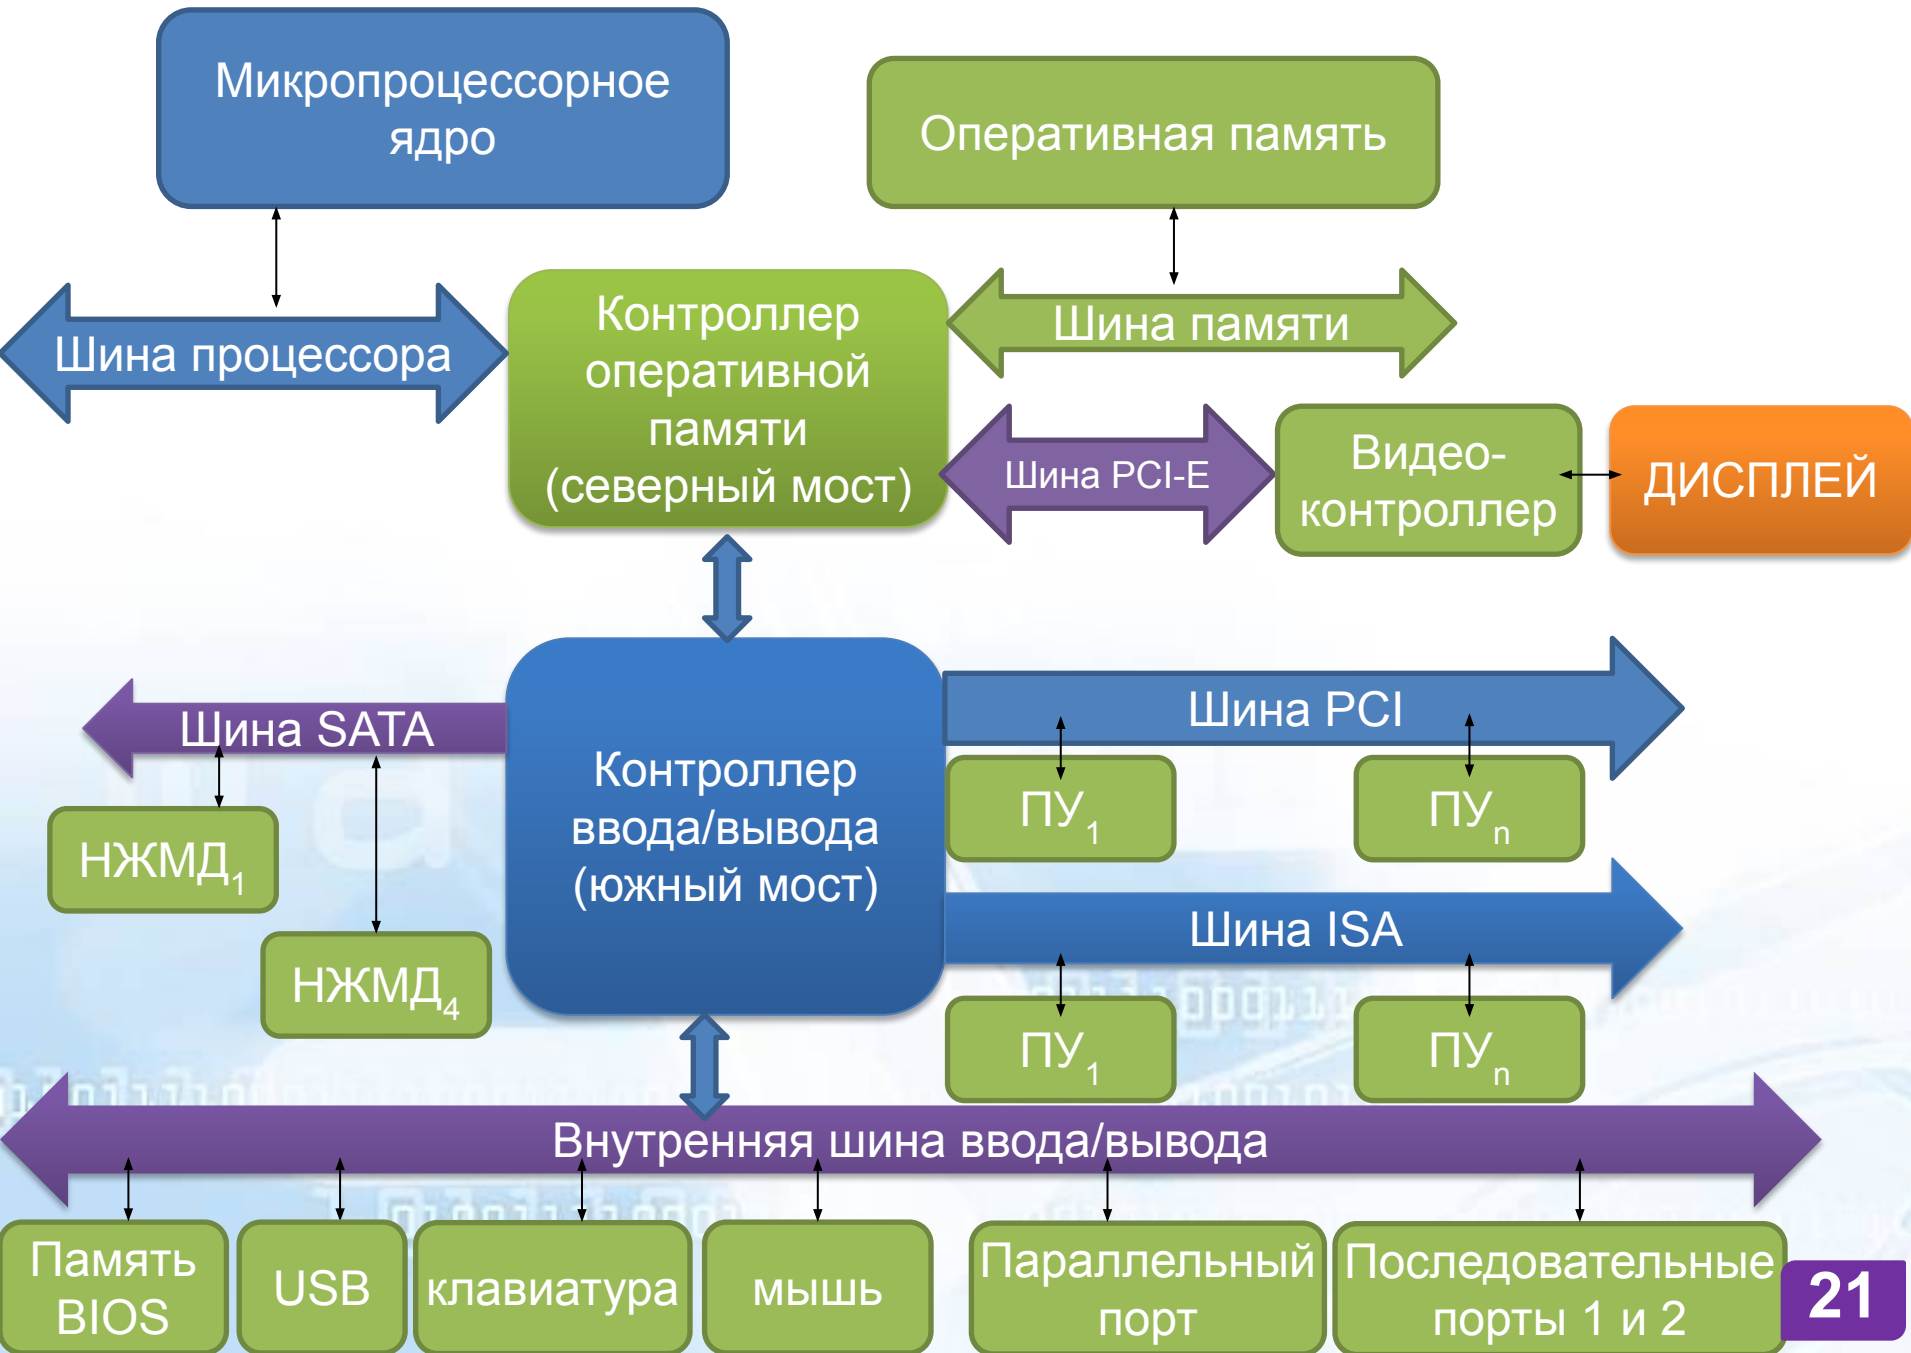 Микропроцессорное
ядро
Оперативная память
Шина процессора
Контроллер
оперативной
памяти
(северный мост)
Шина памяти
Шина PCI-E
Видео-
контроллер
ДИСПЛЕЙ
Шина SATA
НЖМД1
НЖМД4
Контроллер
ввода/вывода
(южный мост)
Шина PCI
ПУ1
ПУn
Шина ISA
ПУ1
ПУn
Внутренняя шина ввода/вывода
Память
BIOS
USB
клавиатура
мышь
Параллельный
порт
Последовательные
порты 1 и 2
21